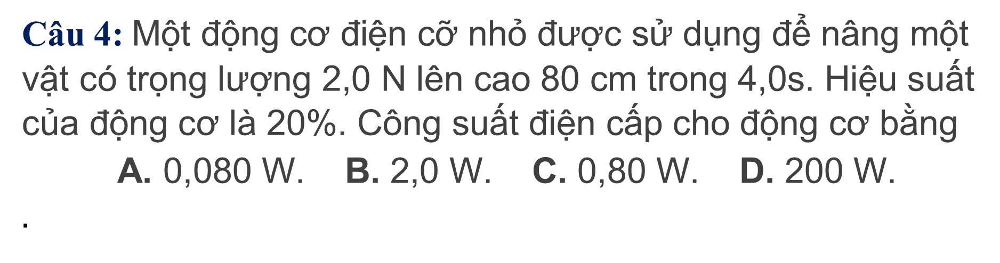 Câu 4: Một động cơ điện cỡ nhỏ được sử dụng để nâng một
vật có trọng lượng 2,0 N lên cao 80 cm trong 4,0s. Hiệu suất
của động cơ là 20%. Công suất điện cấp cho động cơ bằng
A. 0,080 W. B. 2,0 W. C. 0,80 W. D. 200 W.
.